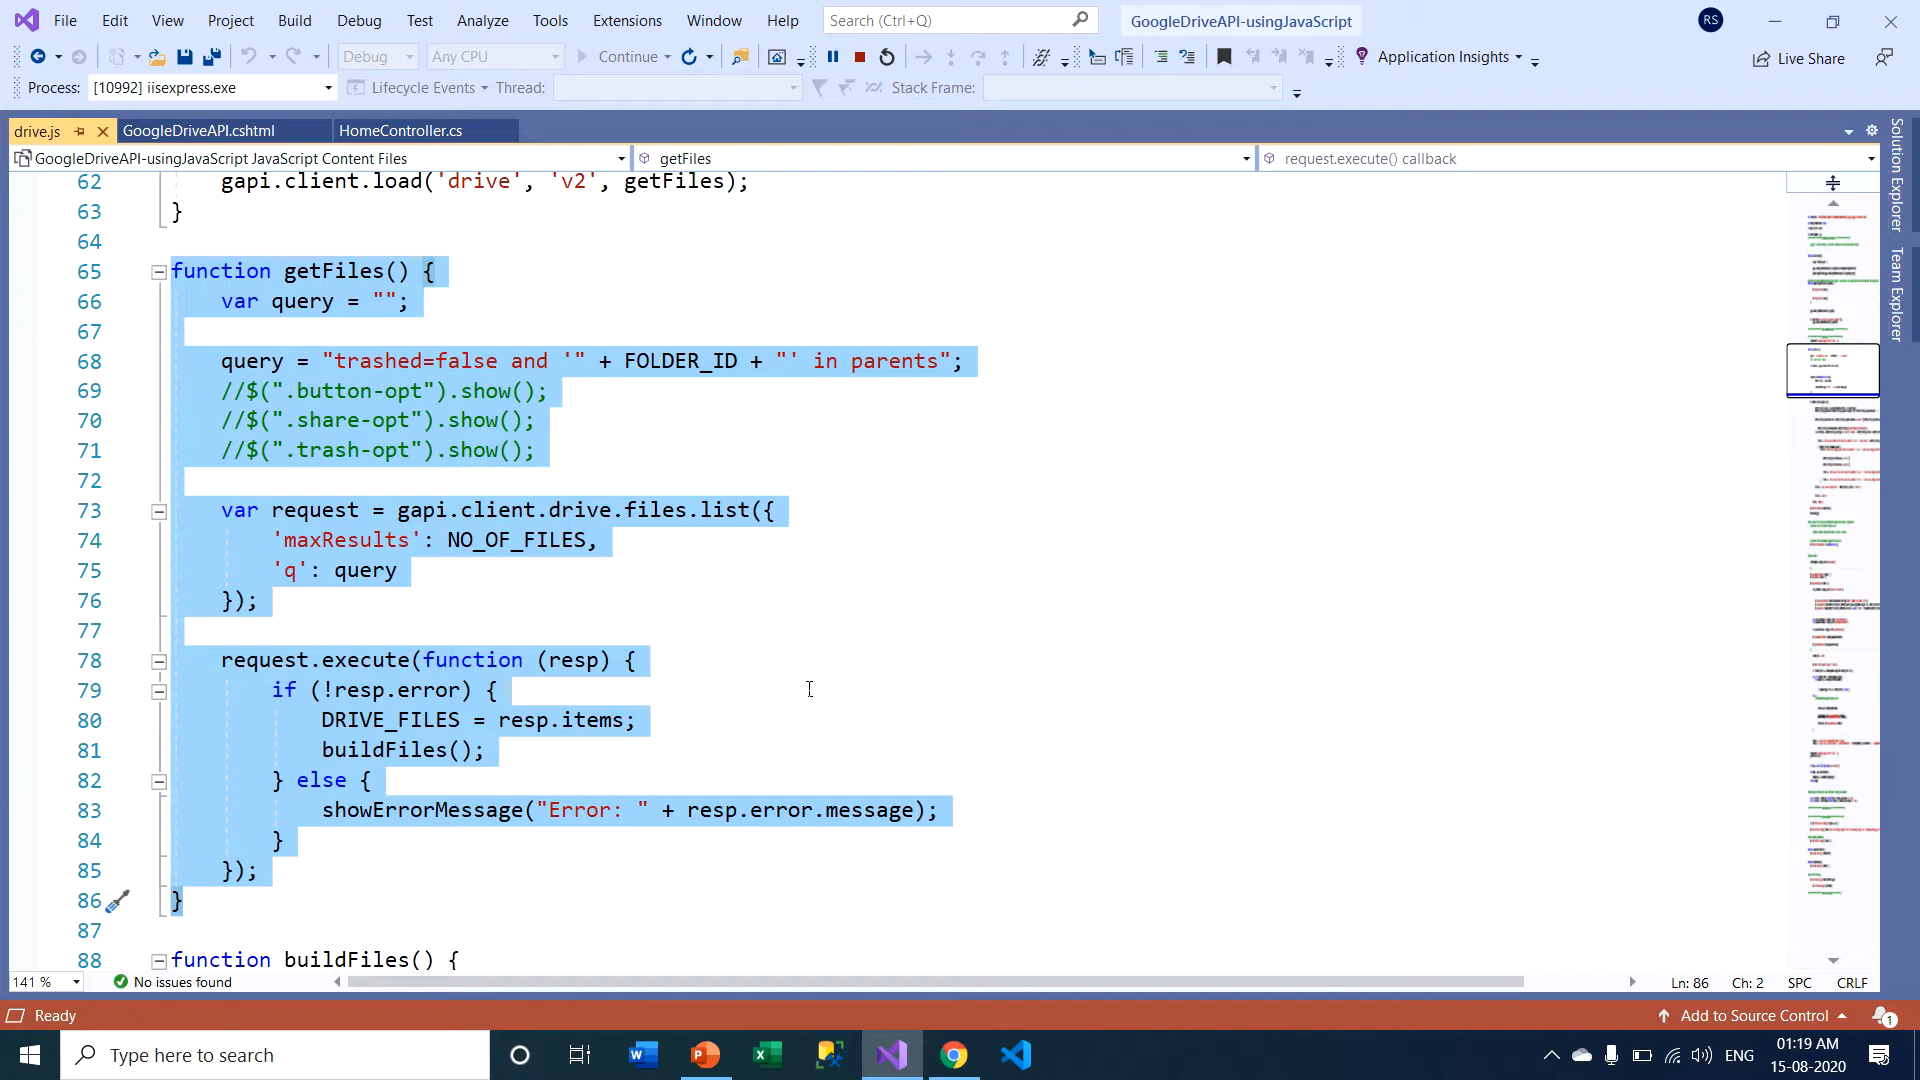 File Edit View Project Build Debug Test Analyze Tools Extensions Window Help Search (Ctrl+Q) GoogleDriveAPI-usingJavaScript RS
Debug Any CPU Continue Application Insights Live Share
Process: [10992] iisexpress.exe Lifecycle Events Thread: Stack Frame:
drive.js GoogleDriveAPI.cshtml HomeController.cs
GoogleDriveAPI-usingJavaScript JavaScript Content Files getFiles request.execute() callback
Solution Explorer
Team Explorer
62 gapi.client.load('drive', 'v2', getFiles);
63 }
64
65 function getFiles() {
66 var query = "";
67
68 query = "trashed=false and '" + FOLDER_ID + "' in parents";
69 //$(".button-opt").show();
70 //$(".share-opt").show();
71 //$(".trash-opt").show();
72
73 var request = gapi.client.drive.files.list({
74 'maxResults': NO_OF_FILES,
75 'q': query
76 });
77
78 request.execute(function (resp) {
79 if (!resp.error) {
80 DRIVE_FILES = resp.items;
81 buildFiles();
82 } else {
83 showErrorMessage("Error: " + resp.error.message);
84 }
85 });
86 }
87
88 function buildFiles() {
141 % No issues found Ln: 86 Ch: 2 SPC CRLF
Ready Add to Source Control 1
Type here to search ENG 01:19 AM
15-08-2020